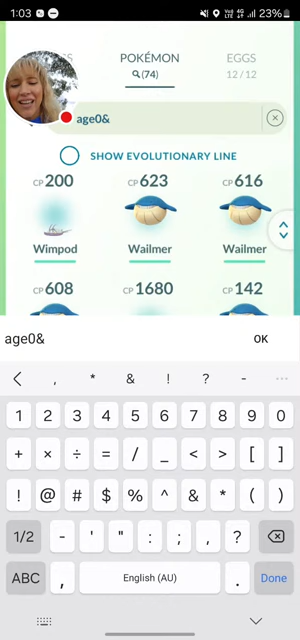 1:03 23%
POKÉMON EGGS
(74) 12 / 12
age0&
SHOW EVOLUTIONARY LINE
CP 200 CP 623 CP 616
Wimpod Wailmer Wailmer
CP 608 CP 1680 CP 142
age0& OK
, * & ! ? -
1 2 3 4 5 6 7 8 9 0
+ × ÷ = / _ < > [ ]
! @ # $ % ^ & * ( )
1/2 - ' " : ; , ?
ABC , English (AU) . Done